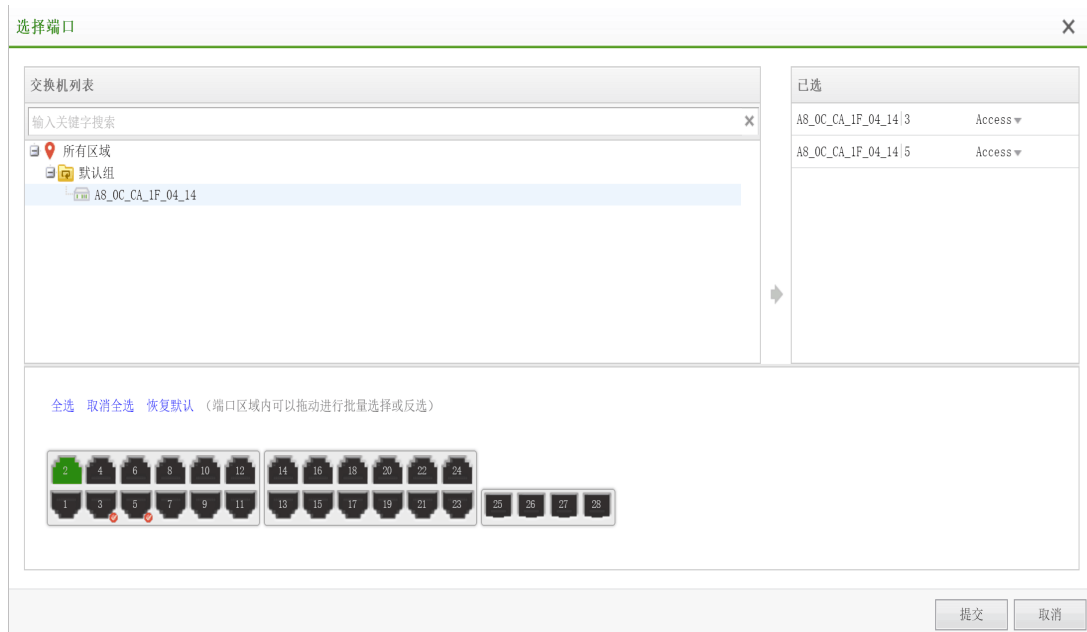 选择端口
交换机列表
已选
输入关键字搜索
A8_0C_CA_1F_04_14|3 Access
A8_0C_CA_1F_04_14|5 Access
所有区域
默认组
A8_0C_CA_1F_04_14
全选 取消全选 恢复默认 (端口区域内可以拖动进行批量选择或反选)
2 4 6 8 10 12 14 16 18 20 22 24
1 3 5 7 9 11 13 15 17 19 21 23 25 26 27 28
提交 取消